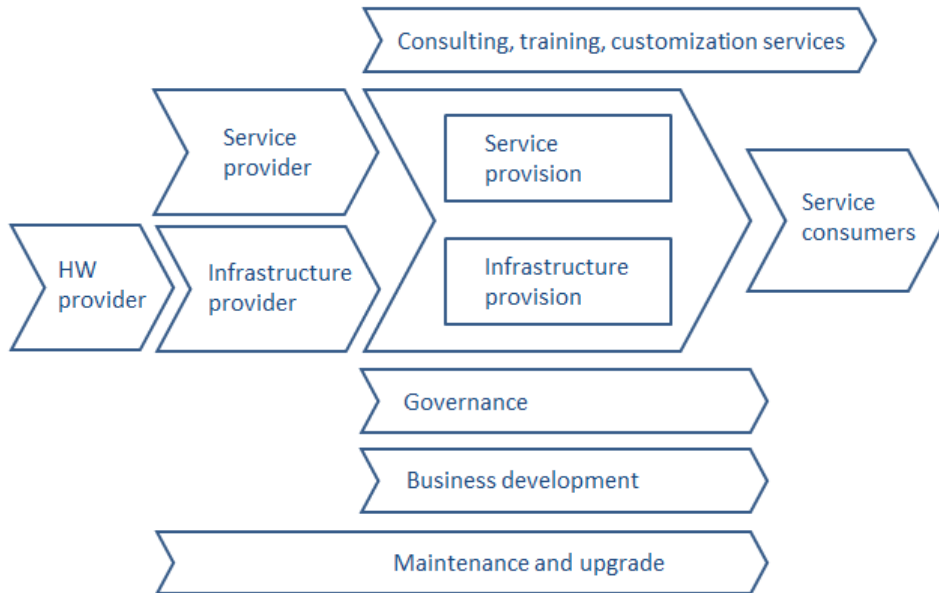 Consulting, training, customization services
Service
provider
Service
provision
Service
consumers
HW
provider
Infrastructure
provider
Infrastructure
provision
Governance
Business development
Maintenance and upgrade